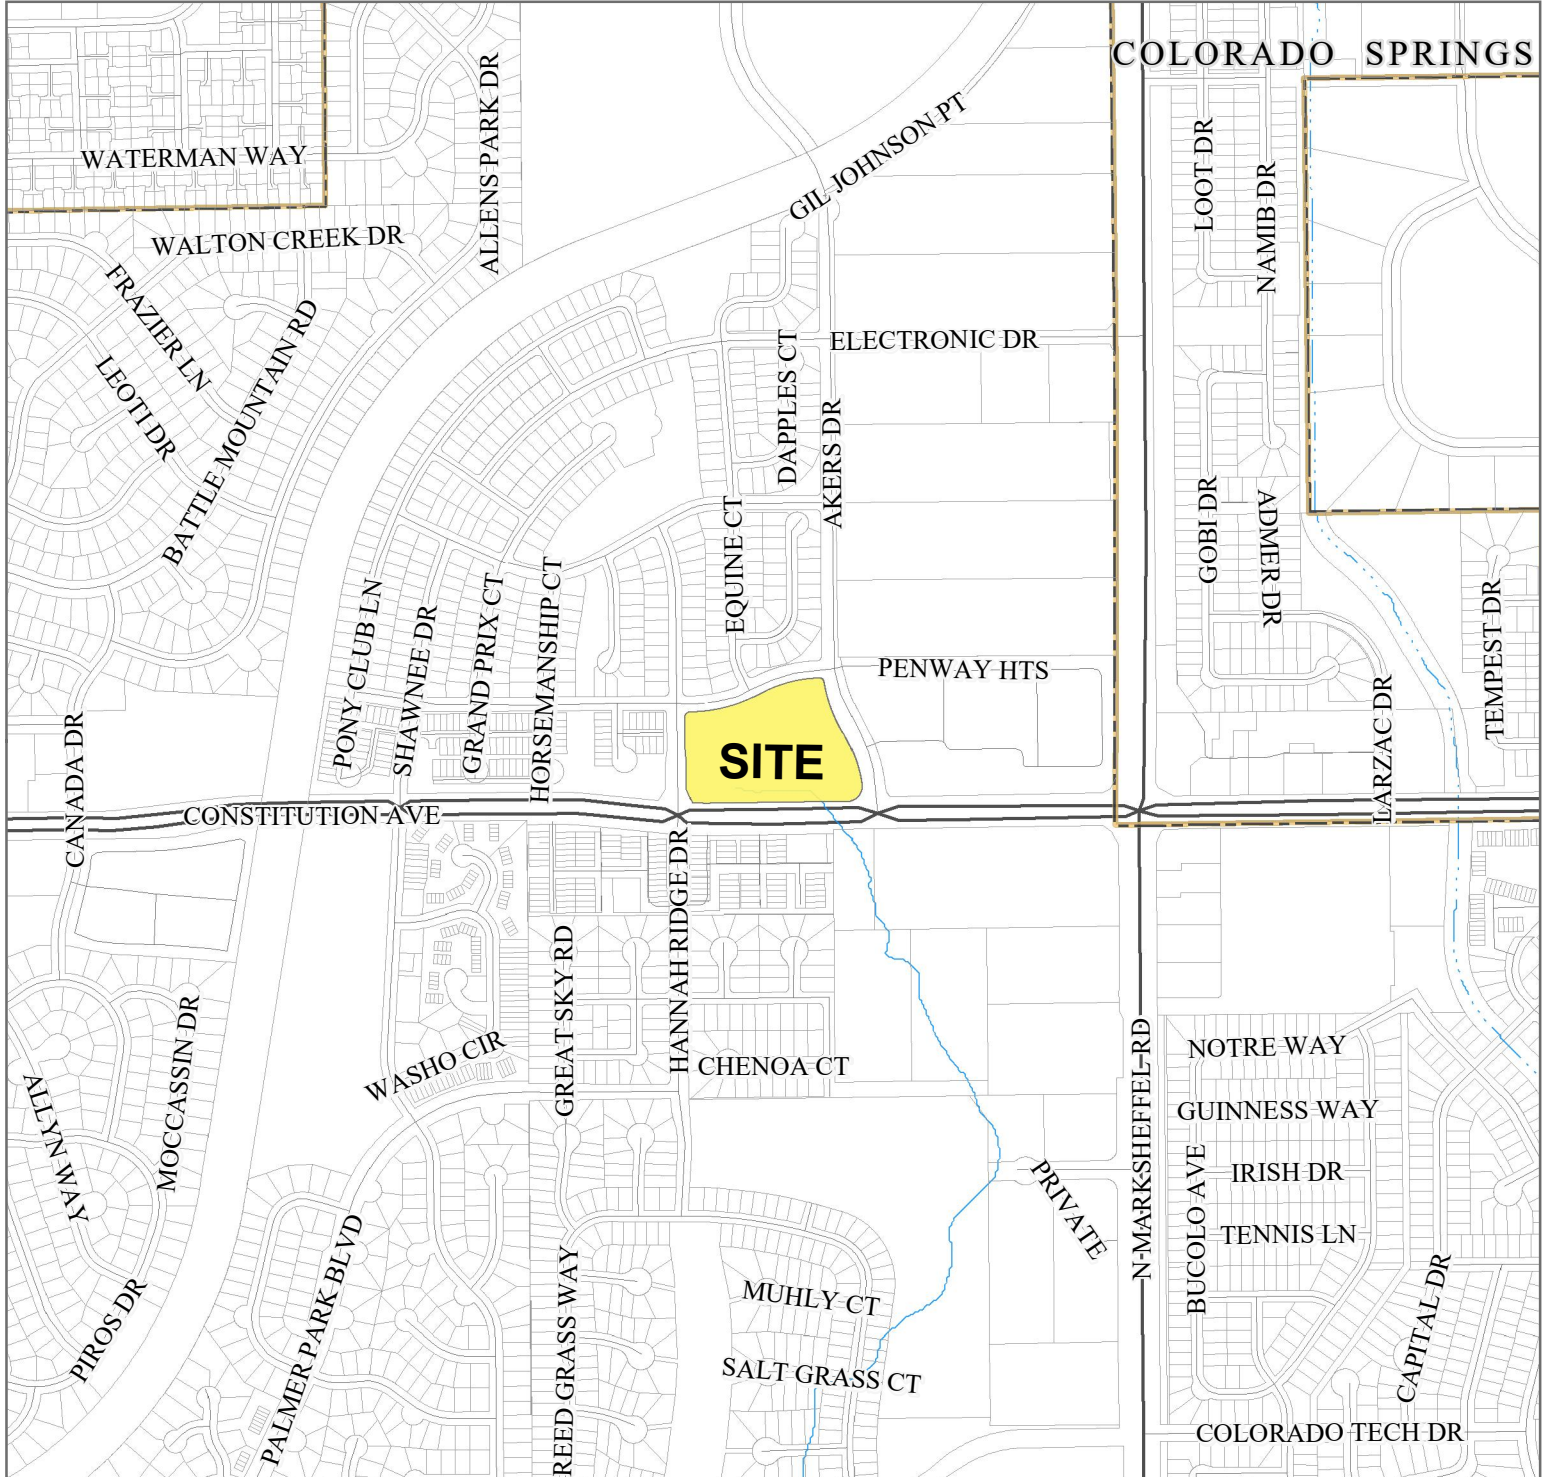 COLORADO SPRINGS
ALLENS PARK DR
GIL JOHNSON PT
WATERMAN WAY
LOOT DR
NAMIB DR
WALTON CREEK DR
FRAZIER LN
BATTLE MOUNTAIN RD
LEOTI DR
ELECTRONIC DR
DAPPLES CT
AKERS DR
GOBI DR
ADMER DR
EQUINE CT
PONY CLUB LN
SHAWNEE DR
GRAND PRIX CT
HORSEMANSHIP CT
TEMPEST DR
PENWAY HTS
LARZAC DR
CANADA DR
SITE
CONSTITUTION AVE
HANNAH RIDGE DR
GREAT SKY RD
MOCCASSIN DR
WASHO CIR
CHENOA CT
N MARKSHEFFEL RD
NOTRE WAY
ALLYN WAY
GUINNESS WAY
BUCOLO AVE
IRISH DR
PRIVATE
TENNIS LN
PALMER PARK BLVD
REED GRASS WAY
MUHLY CT
PIROS DR
CAPITAL DR
SALT GRASS CT
COLORADO TECH DR